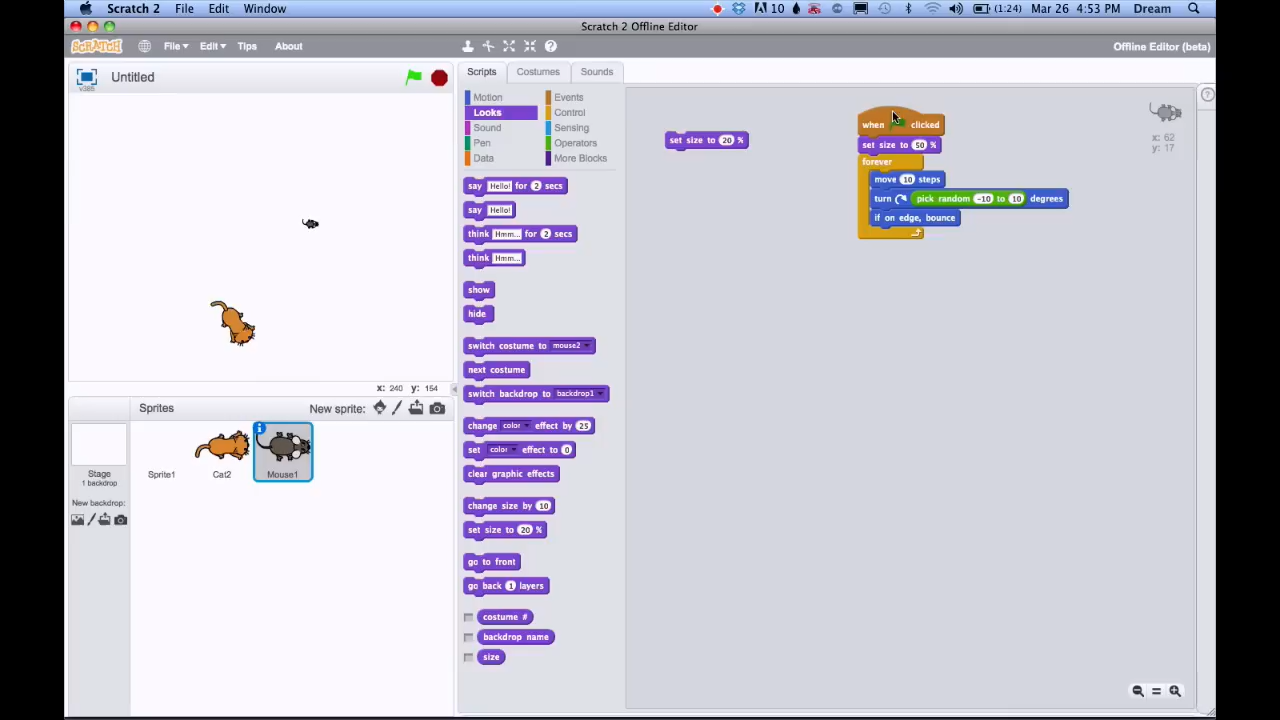 Scratch 2 File Edit Window 10 (1:24) Mar 26 4:53 PM Dream
Scratch 2 Offline Editor
SCRATCH File Edit Tips About Offline Editor (beta)
Untitled
v385
Scripts Costumes Sounds
Motion Events
Looks Control
Sound Sensing
Pen Operators
Data More Blocks
say Hello! for 2 secs
say Hello!
think Hmm... for 2 secs
think Hmm...
show
hide
switch costume to mouse2
next costume
switch backdrop to backdrop1
change color effect by 25
set color effect to 0
clear graphic effects
change size by 10
set size to 20 %
go to front
go back 1 layers
costume #
backdrop name
size
set size to 20 %
when clicked
set size to 50 %
forever
move 10 steps
turn pick random -10 to 10 degrees
if on edge, bounce
x: 62
y: 17
x: 240 y: 154
Sprites New sprite:
Stage
1 backdrop
New backdrop:
Sprite1 Cat2 Mouse1